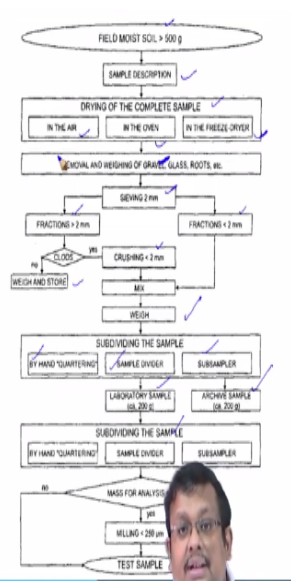 FIELD MOIST SOIL > 500 g
SAMPLE DESCRIPTION
DRYING OF THE COMPLETE SAMPLE
IN THE AIR
IN THE OVEN
IN THE FREEZE-DRYER
REMOVAL AND WEIGHING OF GRAVEL, GLASS, ROOTS, etc.
SIEVING 2 mm
FRACTIONS > 2 mm
FRACTIONS < 2 mm
CLODS
yes
CRUSHING < 2 mm
no
WEIGH AND STORE
MIX
WEIGH
SUBDIVIDING THE SAMPLE
BY HAND "QUARTERING"
SAMPLE DIVIDER
SUBSAMPLER
LABORATORY SAMPLE
(ca. 200 g)
ARCHIVE SAMPLE
(ca. 200 g)
SUBDIVIDING THE SAMPLE
BY HAND "QUARTERING"
SAMPLE DIVIDER
SUBSAMPLER
no
MASS FOR ANALYSIS
yes
MILLING < 250 µm
TEST SAMPLE